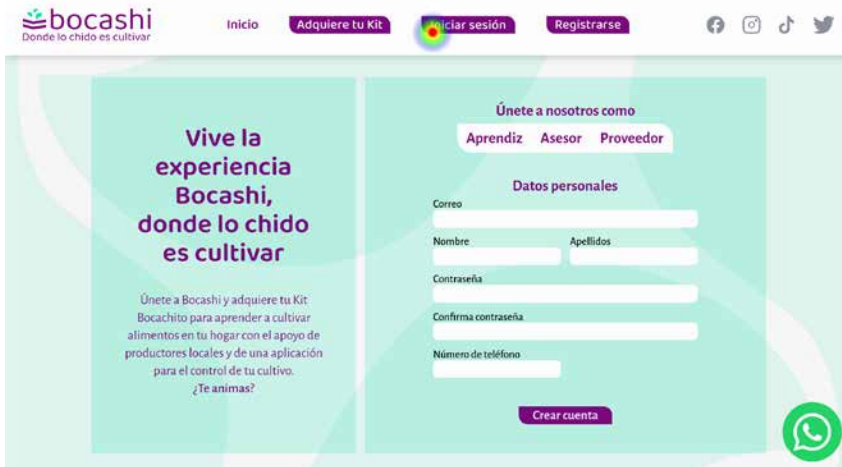 bocashi
Donde lo chido es cultivar
Inicio
Adquiere tu Kit
Iniciar sesión
Registrarse
Vive la
experiencia
Bocashi,
donde lo chido
es cultivar
Únete a Bocashi y adquiere tu Kit
Bocachito para aprender a cultivar
alimentos en tu hogar con el apoyo de
productores locales y de una aplicación
para el control de tu cultivo.
¿Te animas?
Únete a nosotros como
Aprendiz Asesor Proveedor
Datos personales
Correo
Nombre Apellidos
Contraseña
Confirma contraseña
Número de teléfono
Crear cuenta